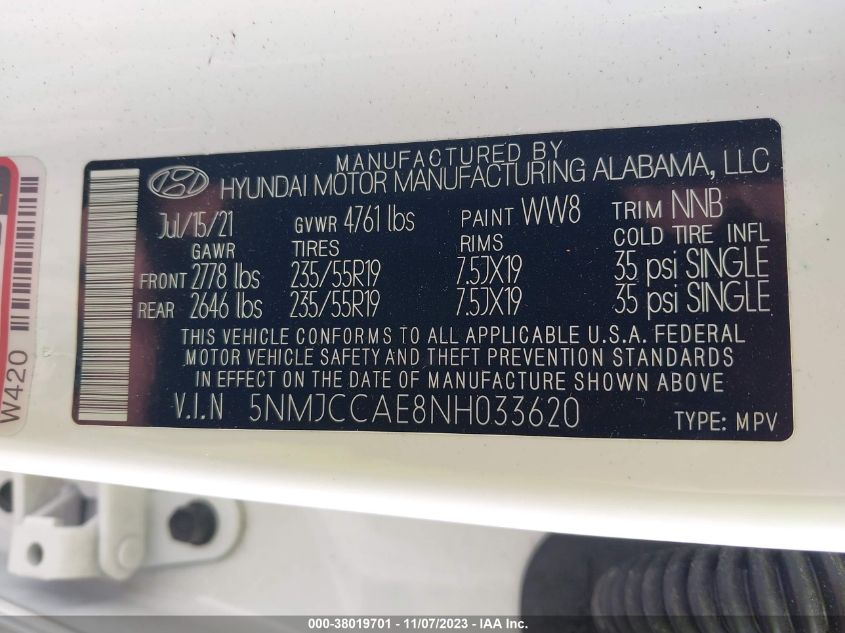 MANUFACTURED BY
HYUNDAI MOTOR MANUFACTURING ALABAMA, LLC
Jul/15/21 GVWR 4761 lbs PAINT WW8 TRIM NNB
GAWR TIRES RIMS COLD TIRE INFL
FRONT 2778 lbs 235/55R19 7.5JX19 35 psi SINGLE
REAR 2646 lbs 235/55R19 7.5JX19 35 psi SINGLE
THIS VEHICLE CONFORMS TO ALL APPLICABLE U.S.A. FEDERAL
MOTOR VEHICLE SAFETY AND THEFT PREVENTION STANDARDS
IN EFFECT ON THE DATE OF MANUFACTURE SHOWN ABOVE
V.I.N 5NMJCCAE8NH033620 TYPE: MPV
W420
000-38019701 - 11/07/2023 - IAA Inc.